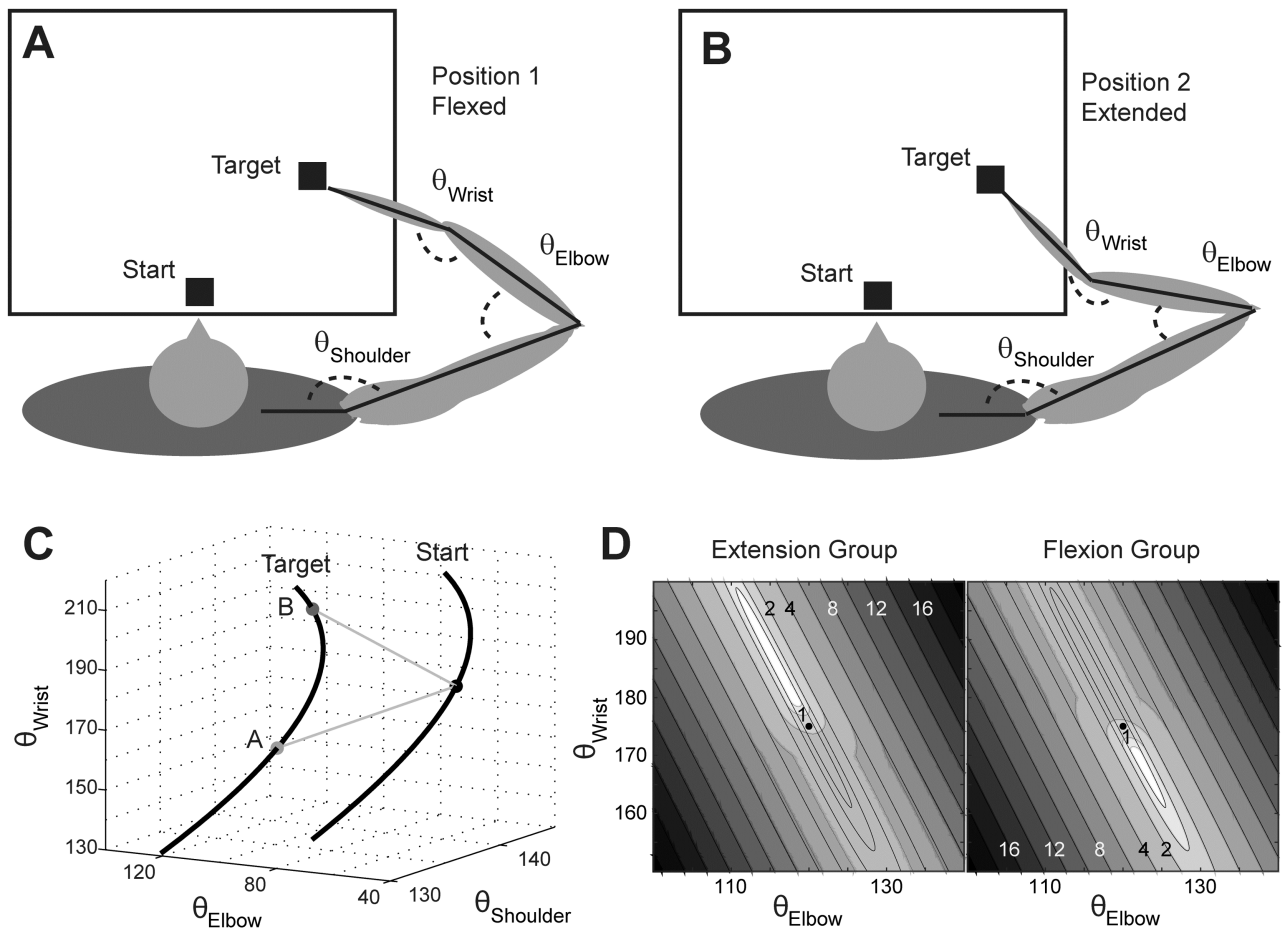 A
Position 1
Flexed
Target
θWrist
θElbow
Start
θShoulder
B
Position 2
Extended
Target
θWrist
θElbow
Start
θShoulder
C
Target
Start
B
A
210
190
170
150
130
θWrist
120
80
40
θElbow
130
140
θShoulder
D
Extension Group
Flexion Group
2 4 8 12 16
1
190
180
170
160
θWrist
110 130
θElbow
1
16 12 8 4 2
110 130
θElbow